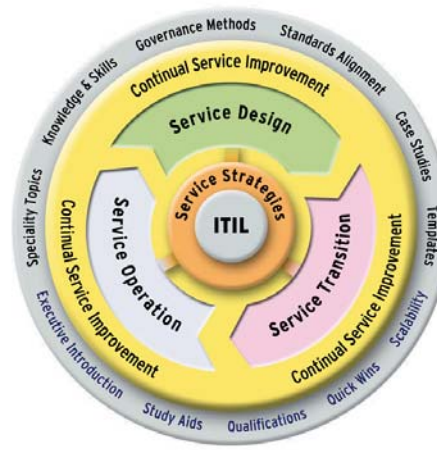 Governance Methods
Standards Alignment
Case Studies
Templates
Scalability
Quick Wins
Qualifications
Study Aids
Executive Introduction
Speciality Topics
Knowledge & Skills
Continual Service Improvement
Continual Service Improvement
Continual Service Improvement
Service Design
Service Transition
Service Operation
Service Strategies
ITIL